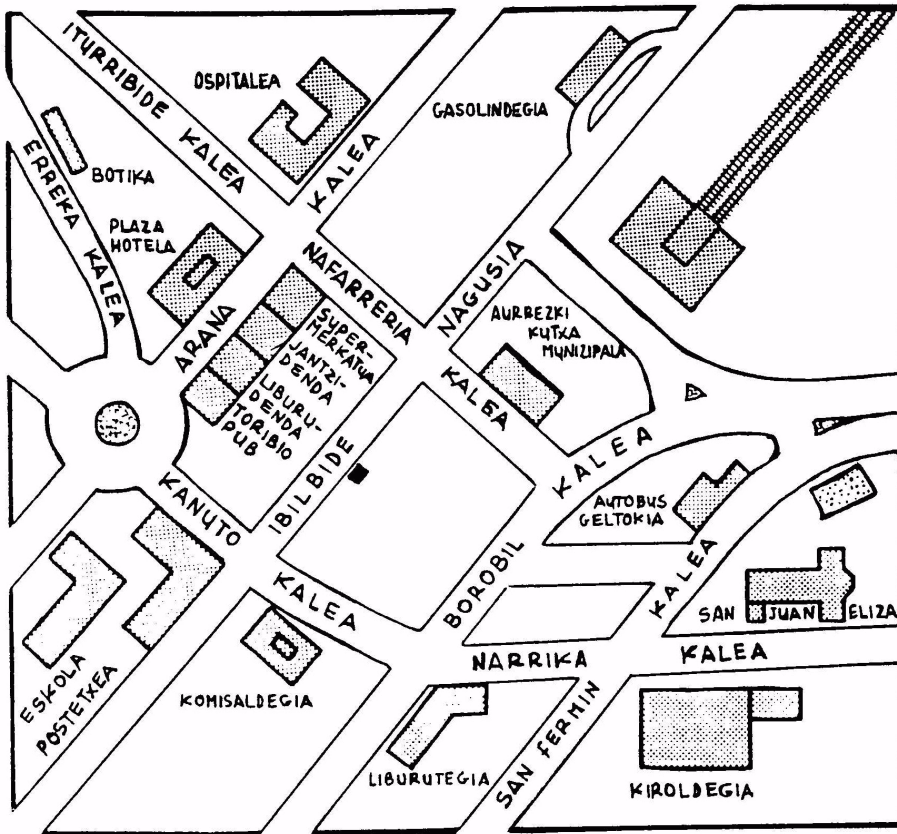 ITURRIBIDE KALEA
OSPITALEA
KALEA
GASOLINDEGIA
ERREKA KALEA
BOTIKA
PLAZA
HOTELA
ARANA
NAFARRERIA
KALEA
NAGUSIA
IBILBIDE
SUPER-
MERKATUA
JANTZI-
DENDA
LIBURU-
DENDA
TORIBIO
PUB
AURREZKI
KUTXA
MUNIZIPALA
BOROBIL
KALEA
AUTOBUS
GELTOKIA
KANUTO
KALEA
SAN JUAN ELIZA
NARRIKA
KALEA
SAN FERMIN
KALEA
ESKOLA
POSTETXEA
KOMISALDEGIA
LIBURUTEGIA
KIROLDEGIA